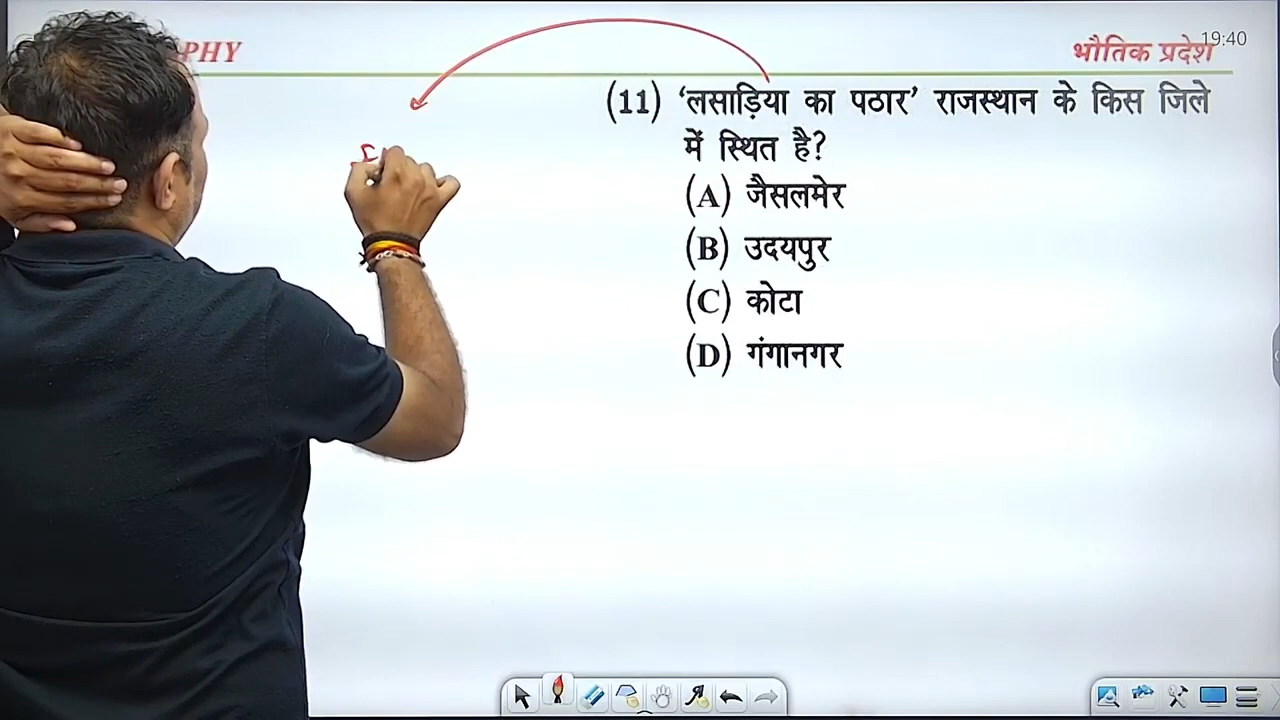 PHY
भौतिक प्रदेश
19:40
(11) ‘लसाड़िया का पठार’ राजस्थान के किस जिले
में स्थित है?
(A) जैसलमेर
(B) उदयपुर
(C) कोटा
(D) गंगानगर